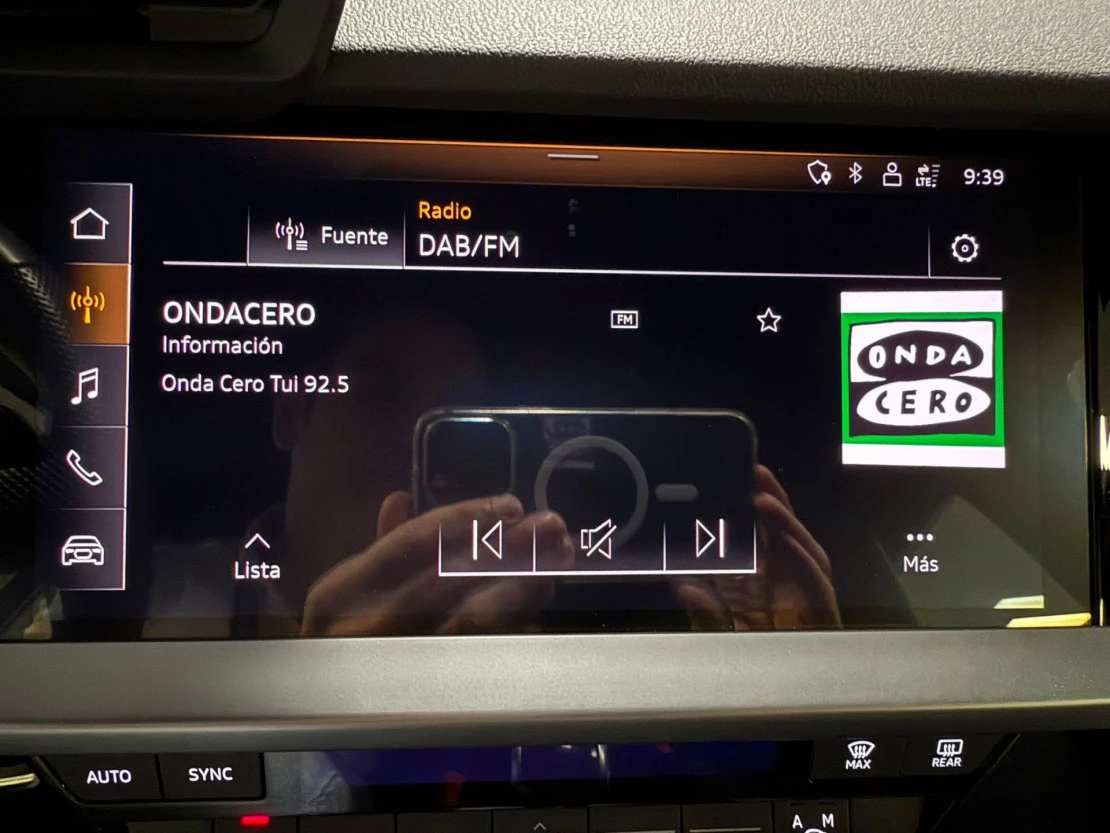 LTE
9:39
Radio
Fuente
DAB/FM
ONDACERO
FM
Información
Onda Cero Tui 92.5
ONDA
CERO
Lista
Más
AUTO
SYNC
MAX
REAR
A M